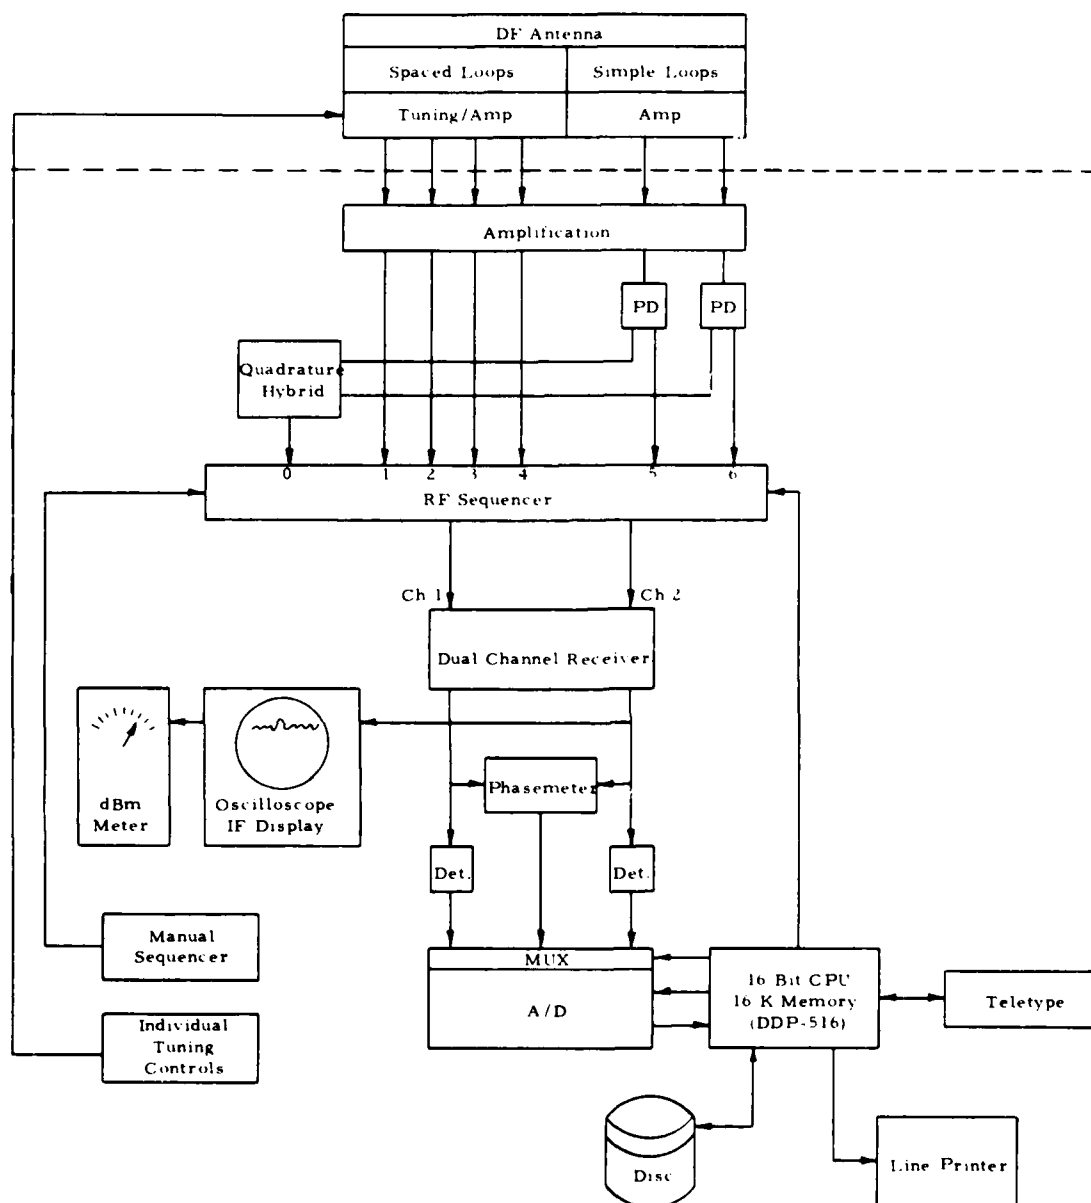 DF Antenna
Spaced Loops
Simple Loops
Tuning/Amp
Amp
Amplification
PD
PD
Quadrature
Hybrid
0
1
2
3
4
5
6
RF Sequencer
Ch 1
Ch 2
Dual Channel Receiver
dBm
Meter
Oscilloscope
IF Display
Phasemeter
Det.
Det.
Manual
Sequencer
MUX
A/D
16 Bit CPU
16 K Memory
(DDP-516)
Teletype
Individual
Tuning
Controls
Disc
Line Printer